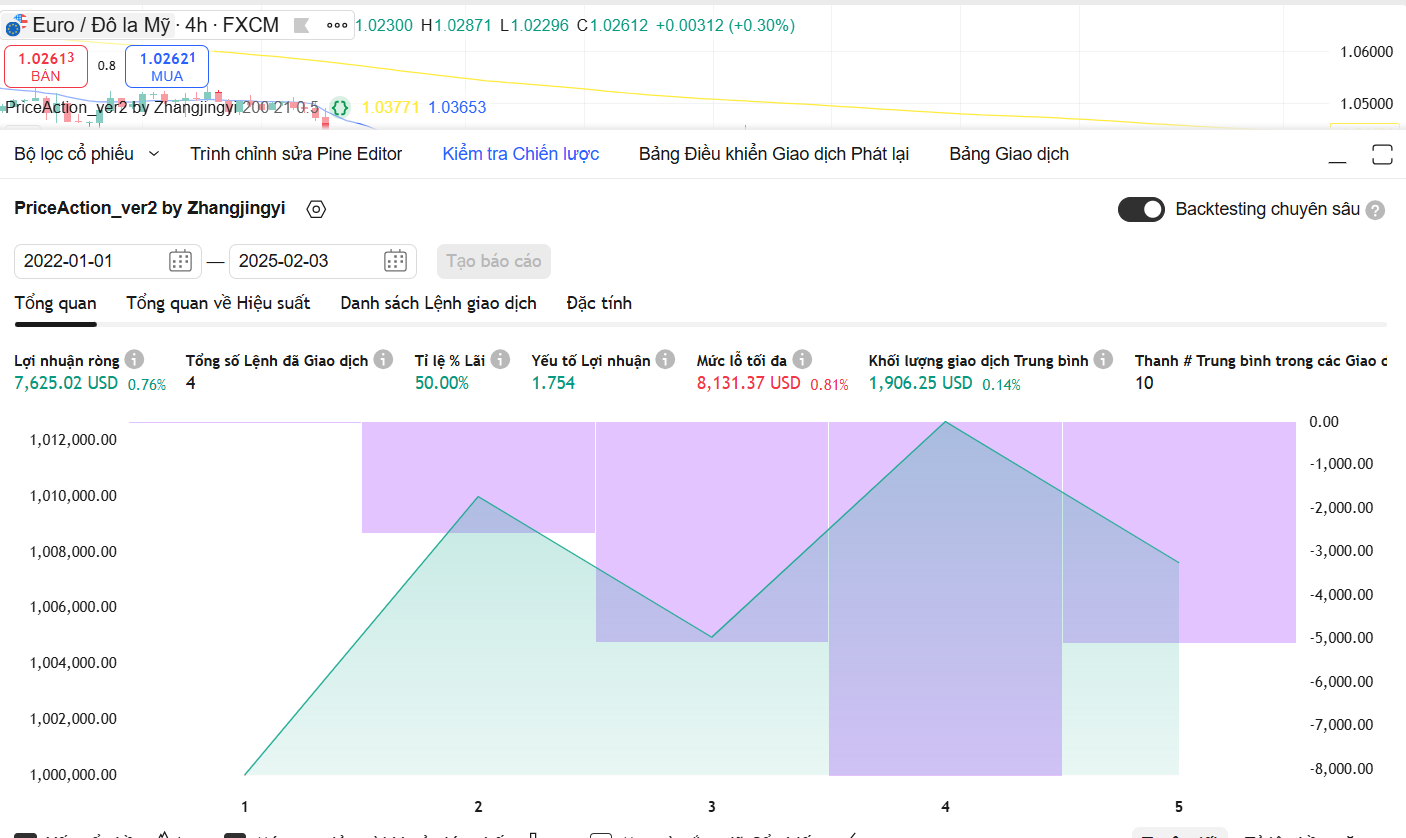 Euro / Đô la Mỹ · 4h · FXCM ••• 1.02300 H1.02871 L1.02296 C1.02612 +0.00312 (+0.30%)
1.06000
1.02613 BÁN 0.8 1.02621 MUA
PriceAction_ver2 by Zhangjingyi 200 21 0.5 {} 1.03771 1.03653
1.05000
Bộ lọc cổ phiếu Trình chỉnh sửa Pine Editor Kiểm tra Chiến lược Bảng Điều khiển Giao dịch Phát lại Bảng Giao dịch
PriceAction_ver2 by Zhangjingyi Backtesting chuyên sâu ?
2022-01-01 — 2025-02-03 Tạo báo cáo
Tổng quan Tổng quan về Hiệu suất Danh sách Lệnh giao dịch Đặc tính
Lợi nhuận ròng Tổng số Lệnh đã Giao dịch Tỉ lệ % Lãi Yếu tố Lợi nhuận Mức lỗ tối đa Khối lượng giao dịch Trung bình Thanh # Trung bình trong các Giao
7,625.02 USD 0.76% 4 50.00% 1.754 8,131.37 USD 0.81% 1,906.25 USD 0.14% 10
0.00
1,012,000.00
-1,000.00
1,010,000.00
-2,000.00
1,008,000.00
-3,000.00
-4,000.00
1,006,000.00
-5,000.00
1,004,000.00
-6,000.00
1,002,000.00
-7,000.00
1,000,000.00
-8,000.00
1 2 3 4 5